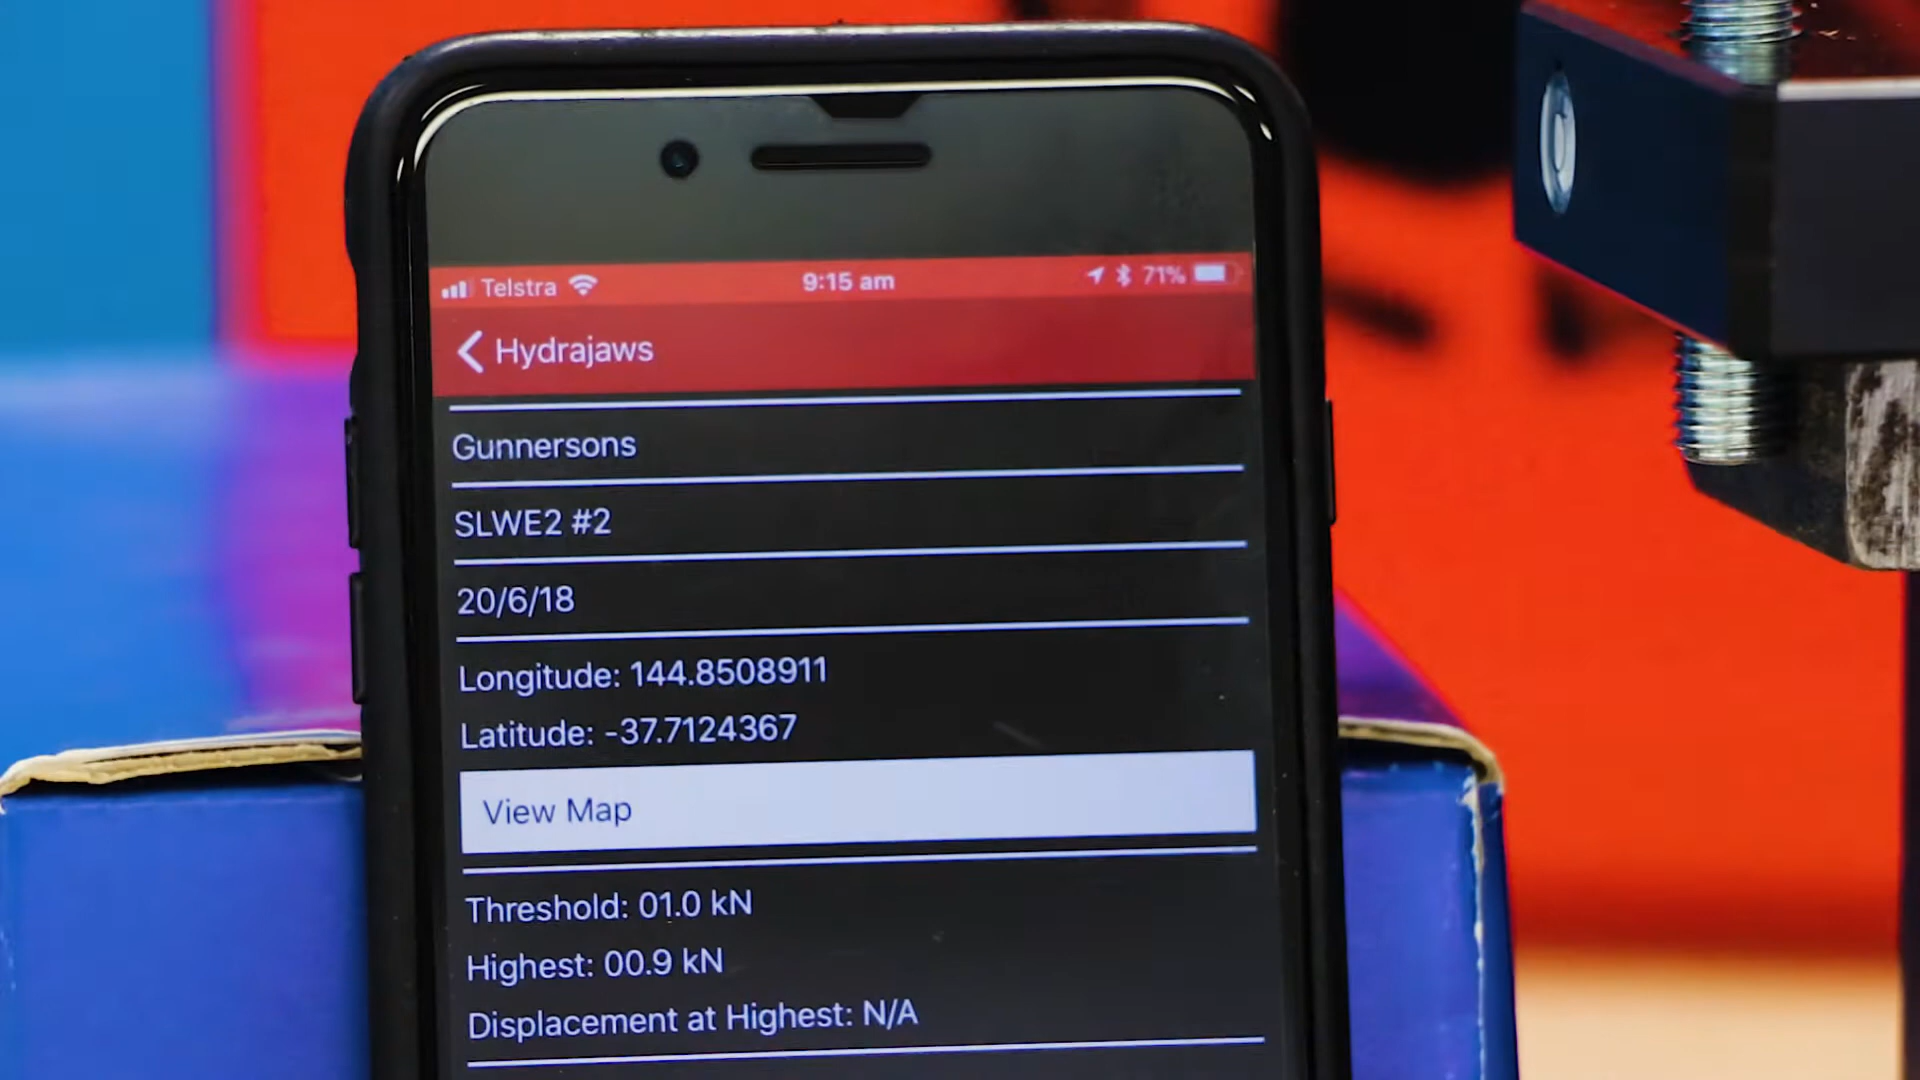 Telstra 9:15 am 71%
Hydrajaws
Gunnersons
SLWE2 #2
20/6/18
Longitude: 144.8508911
Latitude: -37.7124367
View Map
Threshold: 01.0 kN
Highest: 00.9 kN
Displacement at Highest: N/A